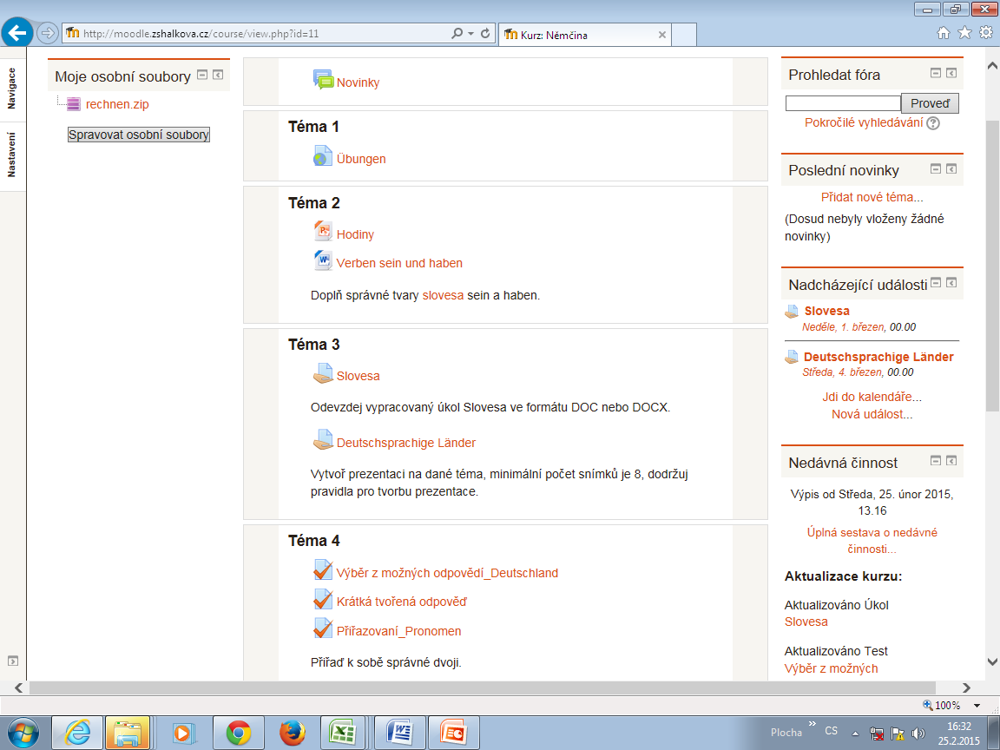 http://moodle.zshalkova.cz/course/view.php?id=11
Kurz: Němčina
Navigace
Nastavení
Moje osobní soubory
rechnen.zip
Spravovat osobní soubory
Novinky
Téma 1
Übungen
Téma 2
Hodiny
Verben sein und haben
Doplň správné tvary slovesa sein a haben.
Téma 3
Slovesa
Odevzdej vypracovaný úkol Slovesa ve formátu DOC nebo DOCX.
Deutschsprachige Länder
Vytvoř prezentaci na dané téma, minimální počet snímků je 8, dodržuj
pravidla pro tvorbu prezentace.
Téma 4
Výběr z možných odpovědí_Deutschland
Krátká tvořená odpověď
Přiřazovaní_Pronomen
Přiřaď k sobě správné dvoji.
Prohledat fóra
Proveď
Pokročilé vyhledávání
Poslední novinky
Přidat nové téma...
(Dosud nebyly vloženy žádné
novinky)
Nadcházející události
Slovesa
Neděle, 1. březen, 00.00
Deutschsprachige Länder
Středa, 4. březen, 00.00
Jdi do kalendáře...
Nová událost...
Nedávná činnost
Výpis od Středa, 25. únor 2015,
13.16
Úplná sestava o nedávné
činnosti...
Aktualizace kurzu:
Aktualizováno Úkol
Slovesa
Aktualizováno Test
Výběr z možných
100%
Plocha
CS
16:32
25.2.2015